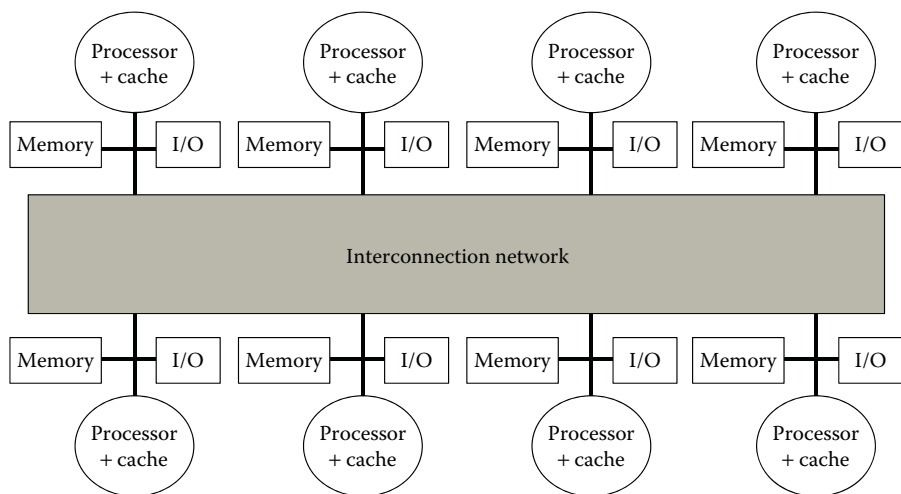 Processor
+ cache
Processor
+ cache
Processor
+ cache
Processor
+ cache
Memory
I/O
Memory
I/O
Memory
I/O
Memory
I/O
Interconnection network
Memory
I/O
Memory
I/O
Memory
I/O
Memory
I/O
Processor
+ cache
Processor
+ cache
Processor
+ cache
Processor
+ cache